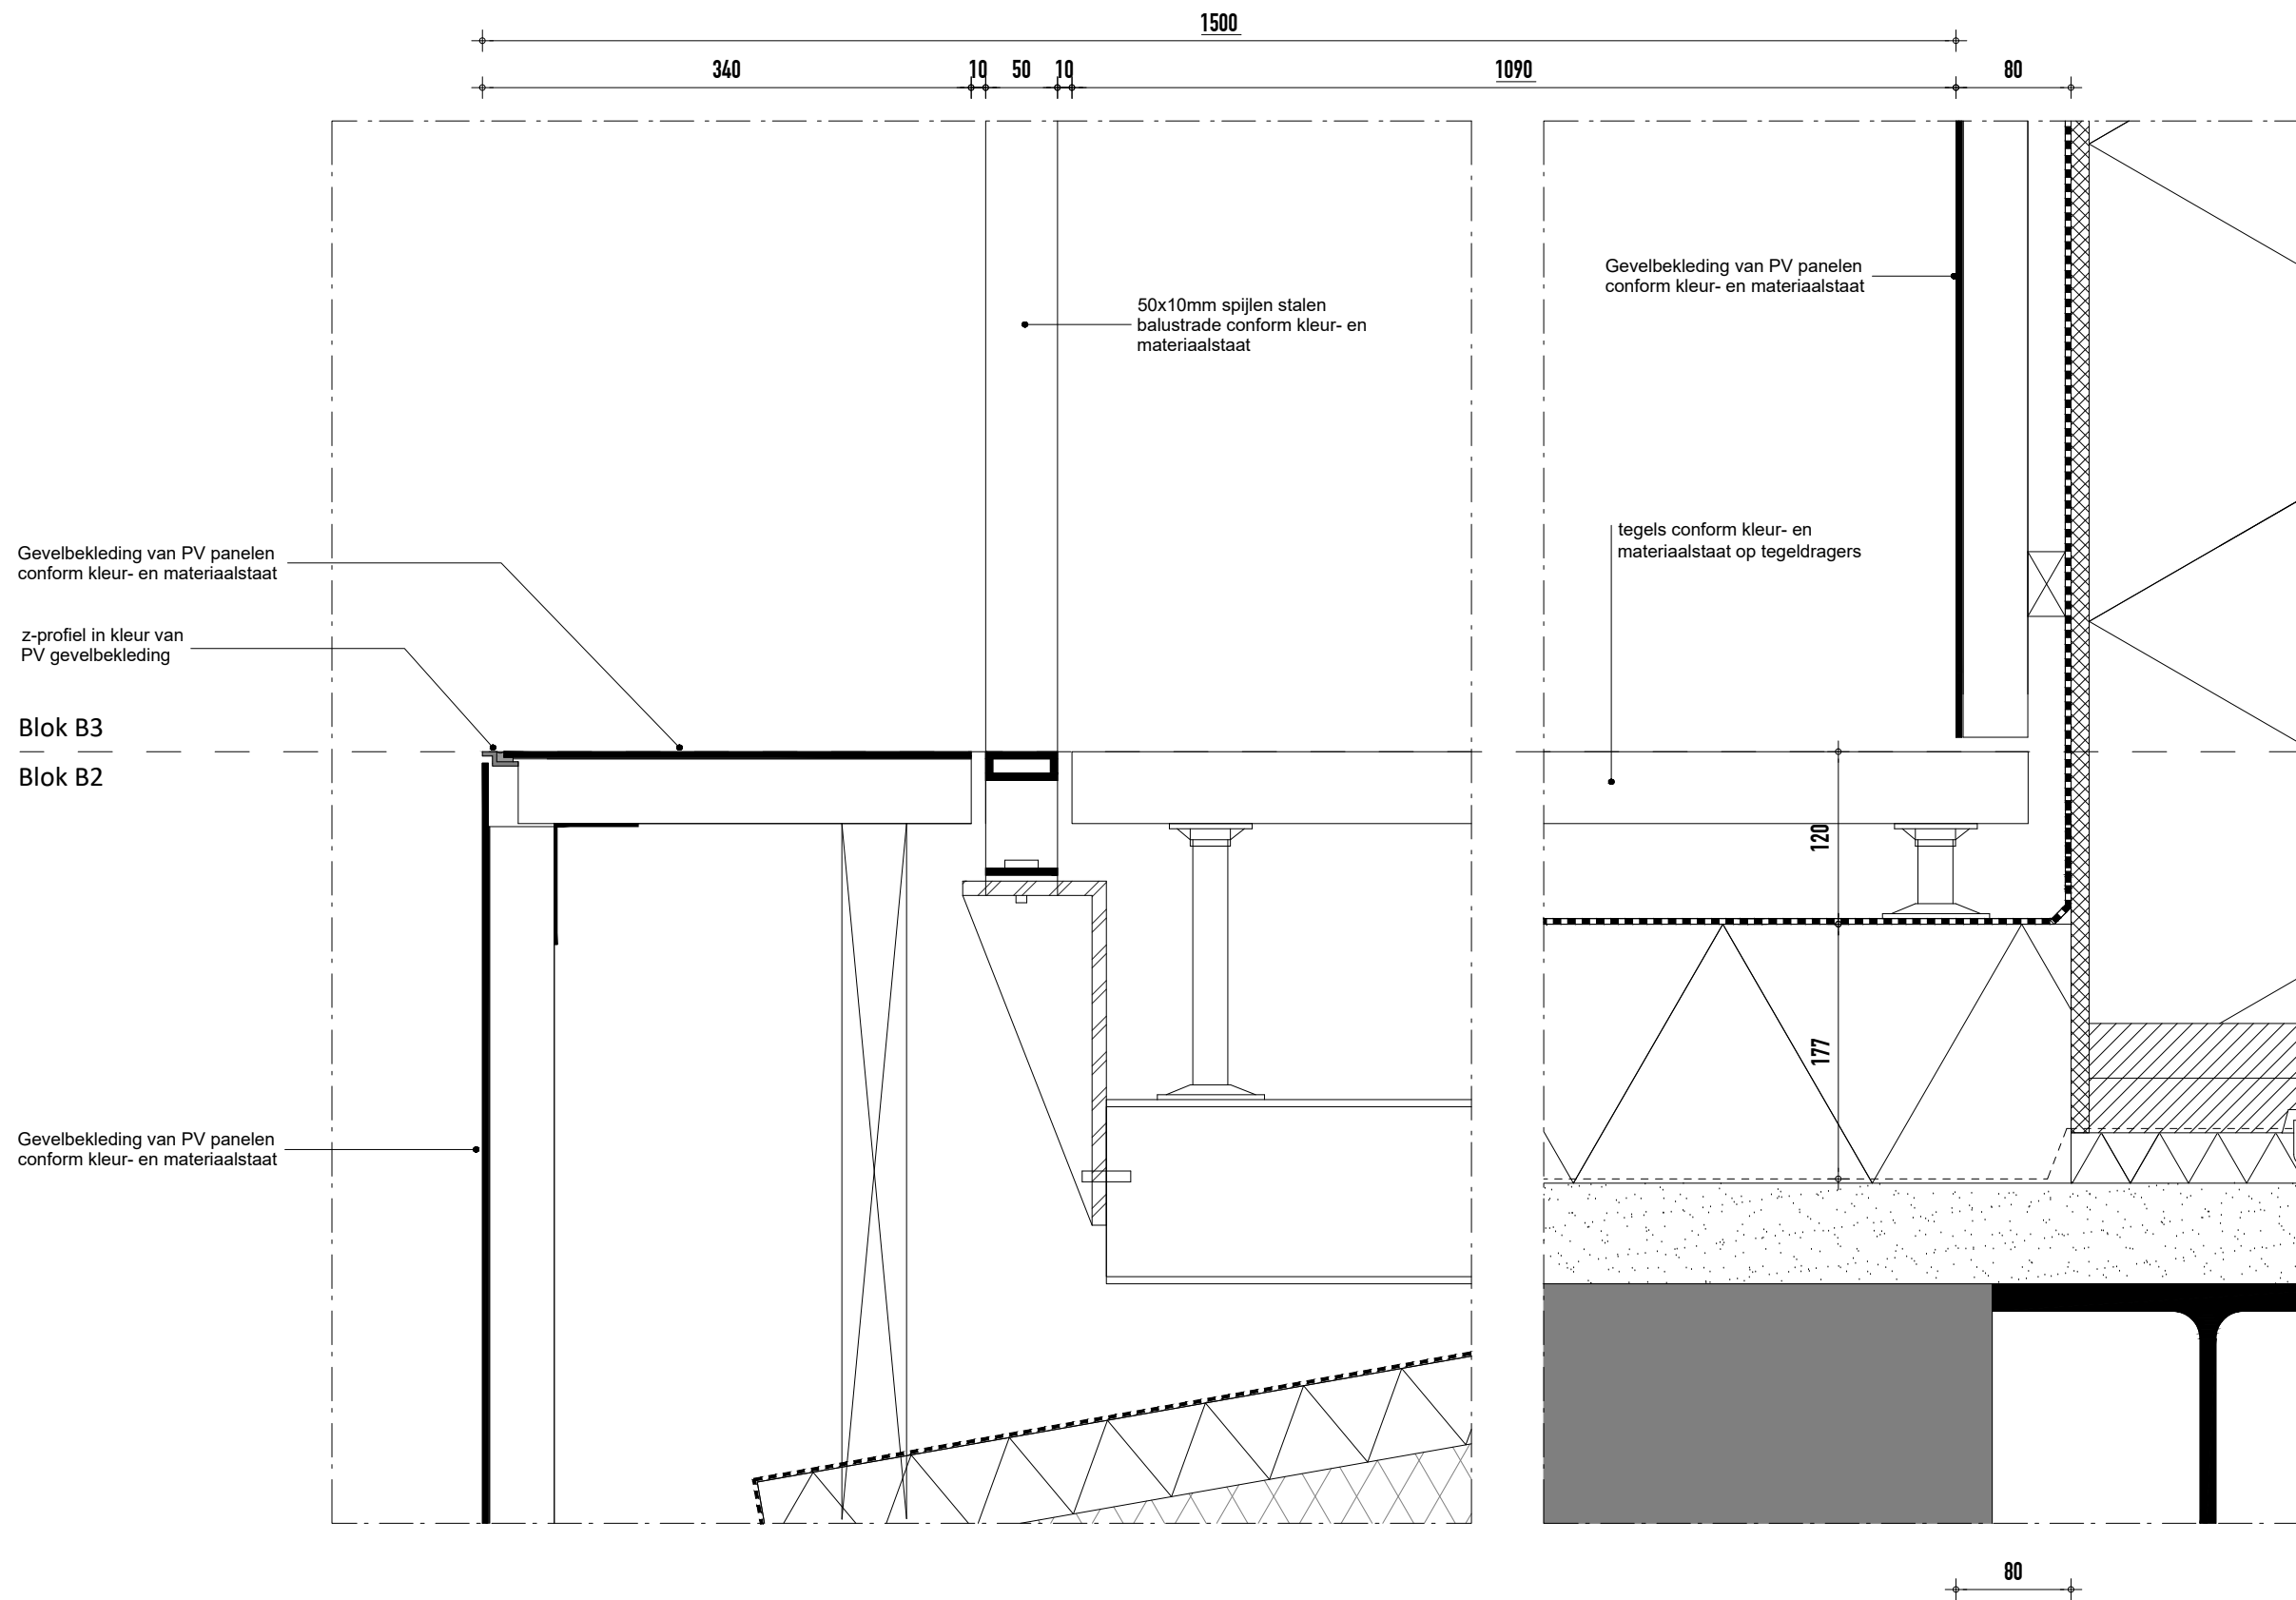 1500
340
10
50
10
1090
80
Gevelbekleding van PV panelen
conform kleur- en materiaalstaat
50x10mm spijlen stalen
balustrade conform kleur- en
materiaalstaat
tegels conform kleur- en
materiaalstaat op tegeldragers
Gevelbekleding van PV panelen
conform kleur- en materiaalstaat
z-profiel in kleur van
PV gevelbekleding
Blok B3
Blok B2
120
177
Gevelbekleding van PV panelen
conform kleur- en materiaalstaat
80